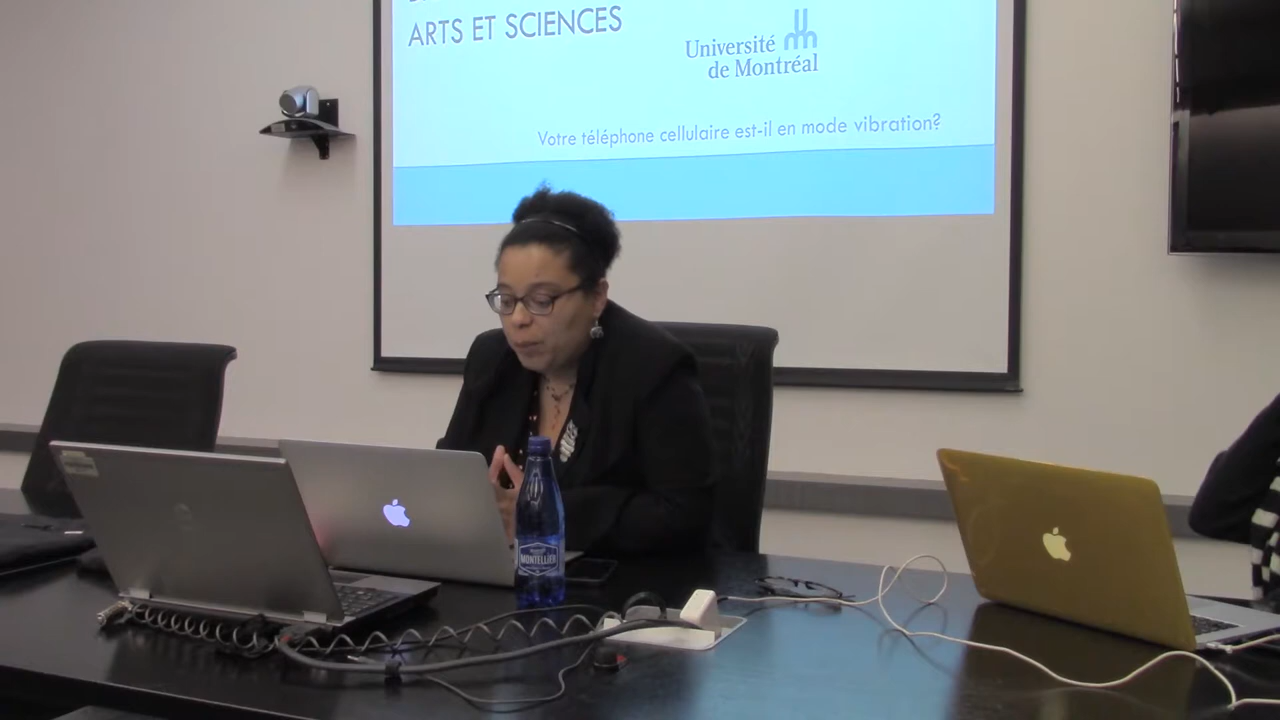 ARTS ET SCIENCES
Université
de Montréal
Votre téléphone cellulaire est-il en mode vibration?
MONTELLIER